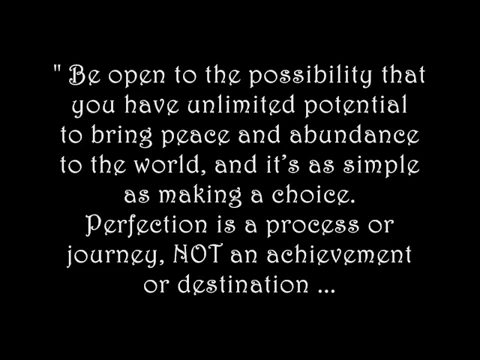 " Be open to the possibility that
you have unlimited potential
to bring peace and abundance
to the world, and it's as simple
as making a choice.
Perfection is a process or
journey, NOT an achievement
or destination ...